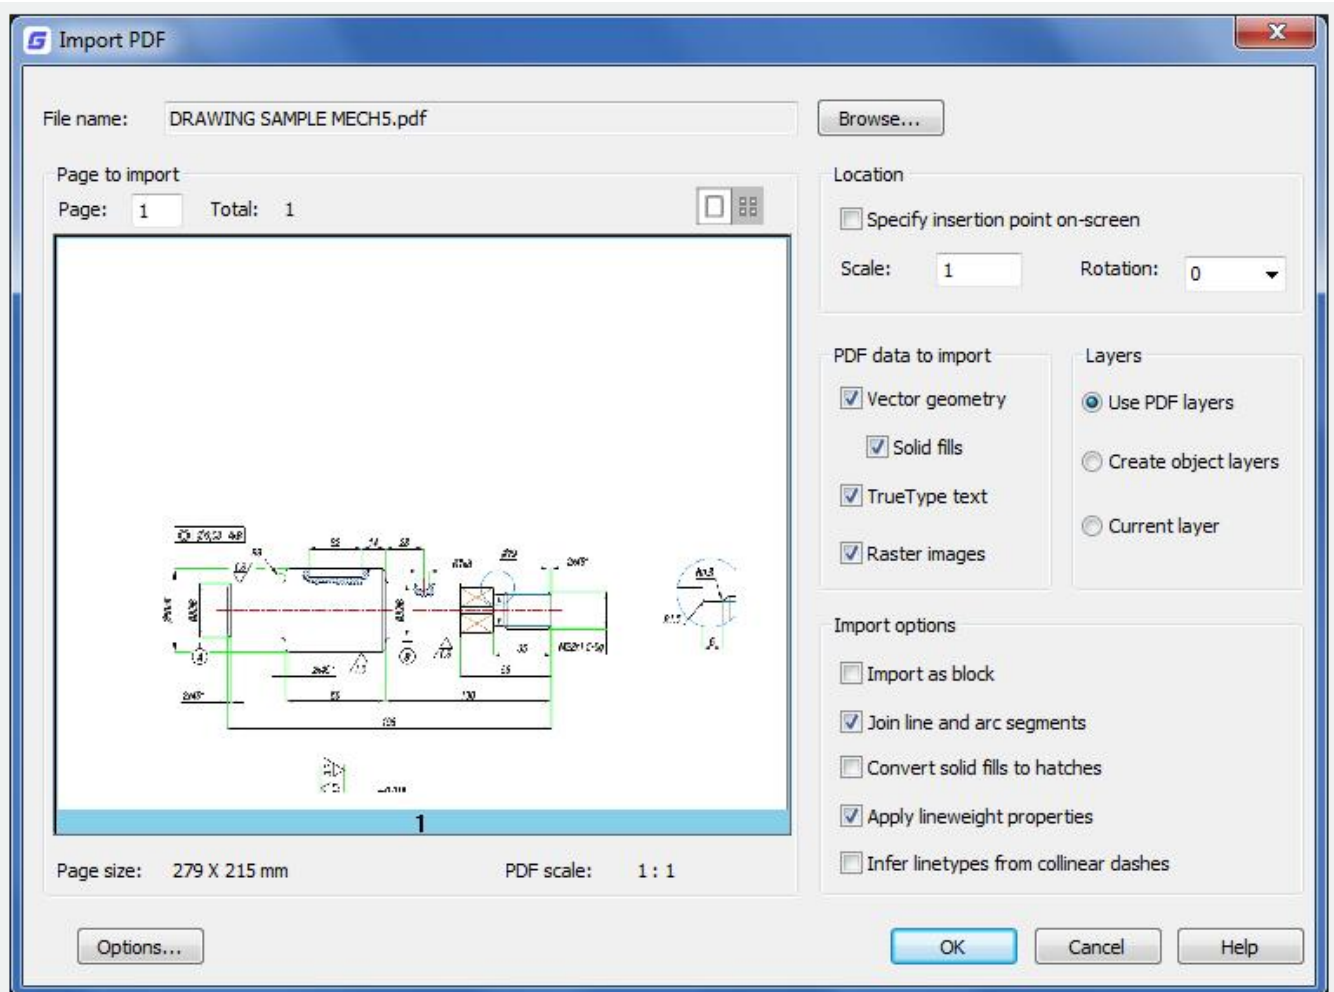 Import PDF
File name: DRAWING SAMPLE MECH5.pdf Browse...
Page to import
Page: 1 Total: 1
1
Page size: 279 X 215 mm PDF scale: 1 : 1
Options...
Location
Specify insertion point on-screen
Scale: 1 Rotation: 0
PDF data to import
Vector geometry
Solid fills
TrueType text
Raster images
Layers
Use PDF layers
Create object layers
Current layer
Import options
Import as block
Join line and arc segments
Convert solid fills to hatches
Apply lineweight properties
Infer linetypes from collinear dashes
OK Cancel Help